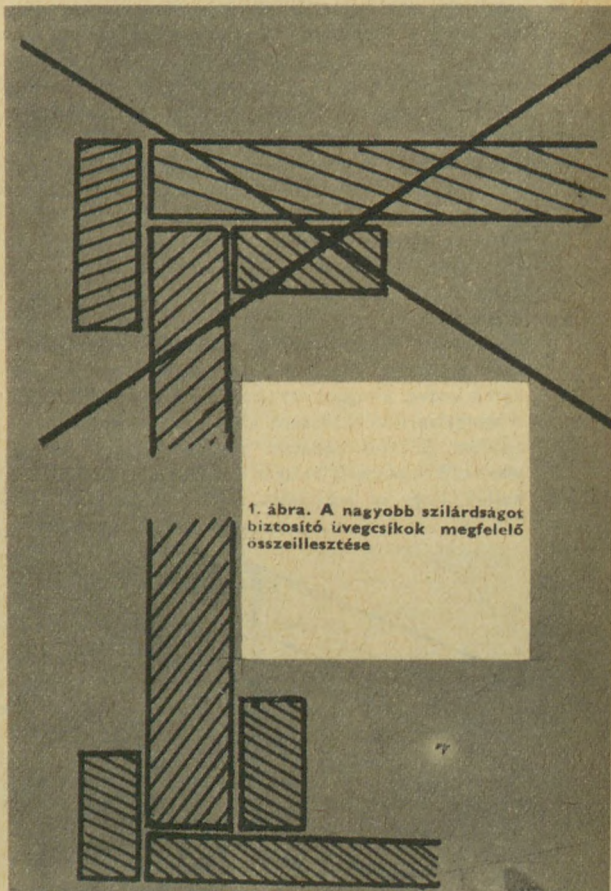 1. ábra. A nagyobb szilárdságot
biztosító üvegcsíkok megfelelő
összeillesztése